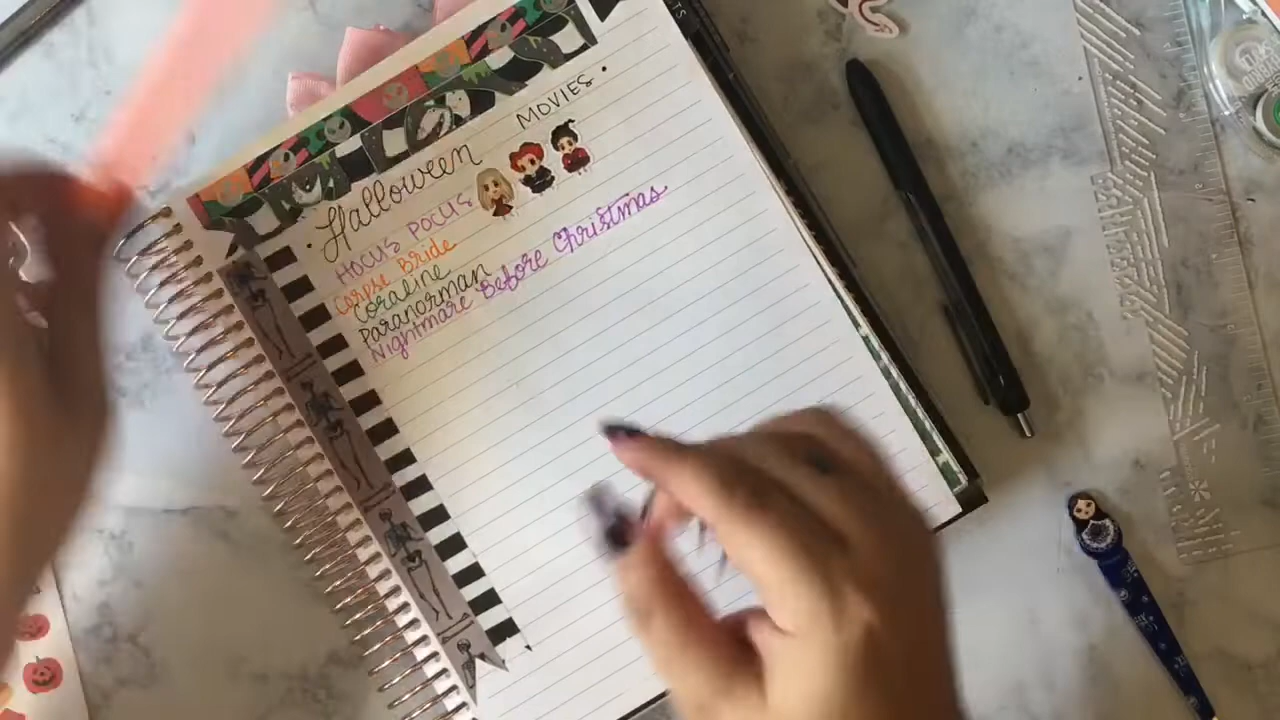 ·Halloween MOVIES·
HOCUS POCUS
Corpse Bride
Coraline
Paranorman
Nightmare Before Christmas